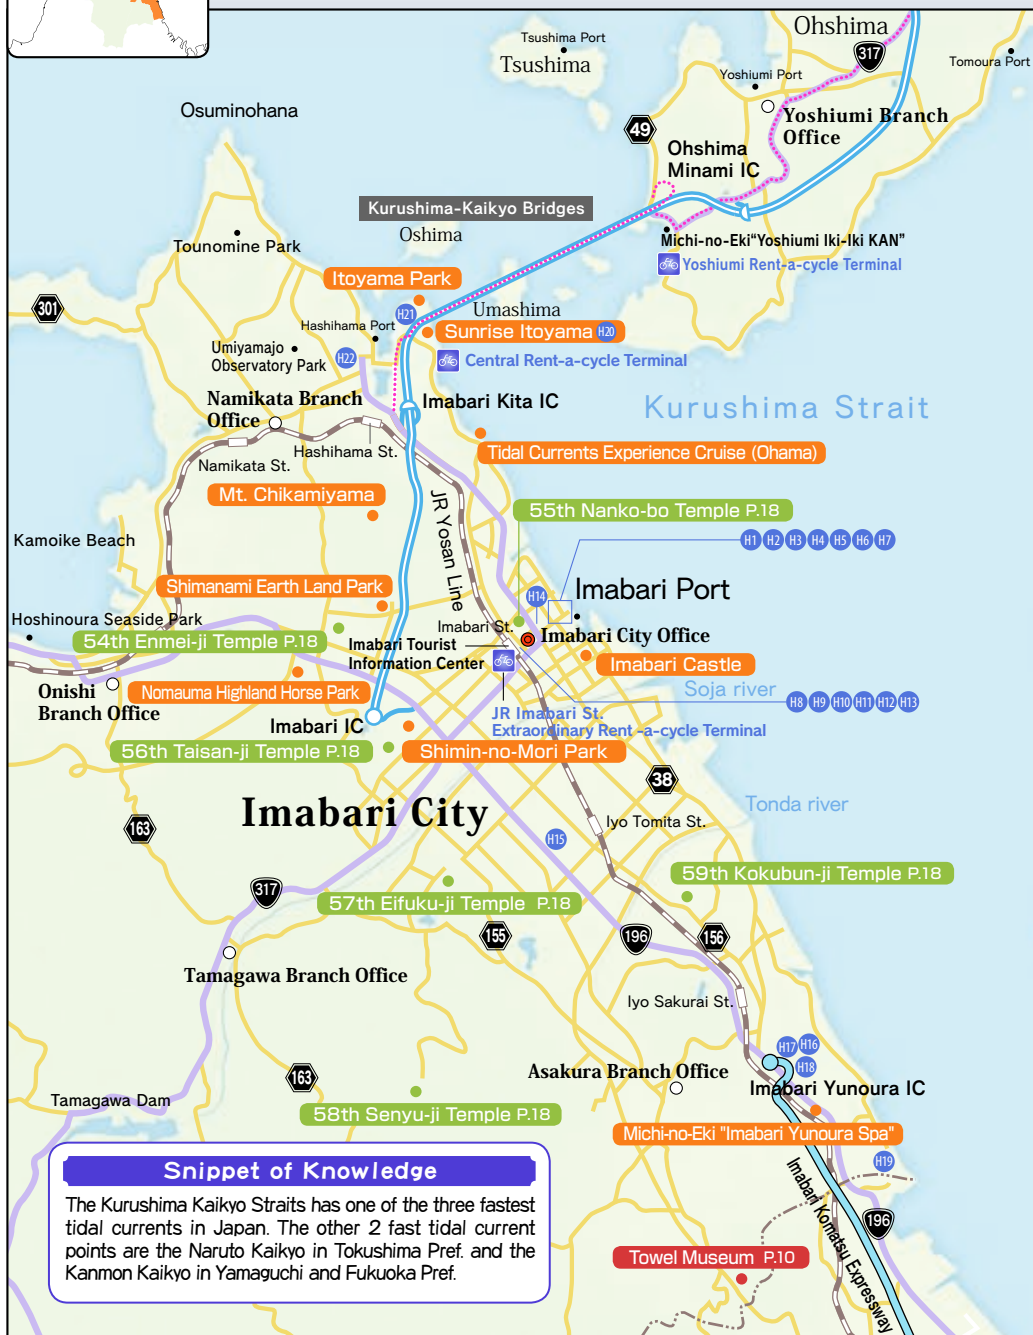 Ohshima
Tsushima Port
Tsushima
317
Tomoura Port
Yoshiumi Port
Yoshiumi Branch
Office
49
Ohshima
Minami IC
Osuminohana
Kurushima-Kaikyo Bridges
Oshima
Tounomine Park
Michi-no-Eki“Yoshiumi Iki-Iki KAN”
Yoshiumi Rent-a-cycle Terminal
Itoyama Park
301
H21
Umashima
Hashihama Port
Sunrise Itoyama H20
Umiyamajo
Observatory Park
H22
Central Rent-a-cycle Terminal
Namikata Branch
Office
Imabari Kita IC
Kurushima Strait
Hashihama St.
Namikata St.
Tidal Currents Experience Cruise (Ohama)
Mt. Chikamiyama
JR Yosan Line
55th Nanko-bo Temple P.18
Kamoike Beach
H1 H2 H3 H4 H5 H6 H7
Shimanami Earth Land Park
H14
Imabari Port
Hoshinoura Seaside Park
54th Enmei-ji Temple P.18
Imabari St.
Imabari City Office
Imabari Tourist
Information Center
Imabari Castle
Onishi
Branch Office
Nomauma Highland Horse Park
Soja river
H8 H9 H10 H11 H12 H13
Imabari IC
JR Imabari St.
Extraordinary Rent -a-cycle Terminal
56th Taisan-ji Temple P.18
Shimin-no-Mori Park
38
Imabari City
Tonda river
163
Iyo Tomita St.
H15
317
59th Kokubun-ji Temple P.18
57th Eifuku-ji Temple P.18
155
196
156
Tamagawa Branch Office
Iyo Sakurai St.
H17 H16
H18
163
Asakura Branch Office
Imabari Yunoura IC
Tamagawa Dam
58th Senyu-ji Temple P.18
Michi-no-Eki "Imabari Yunoura Spa"
H19
Imabari Komatsu Expressway
196
Towel Museum P.10
Snippet of Knowledge
The Kurushima Kaikyo Straits has one of the three fastest
tidal currents in Japan. The other 2 fast tidal current
points are the Naruto Kaikyo in Tokushima Pref. and the
Kanmon Kaikyo in Yamaguchi and Fukuoka Pref.